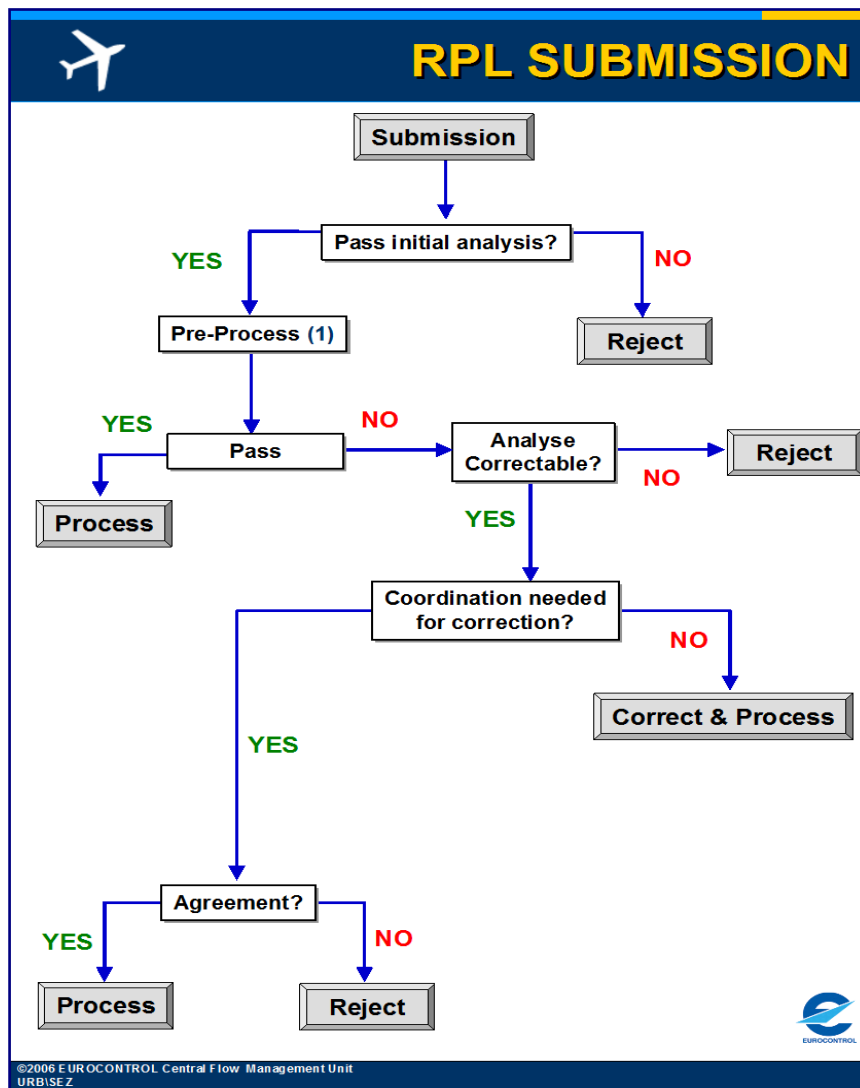 RPL SUBMISSION
Submission
Pass initial analysis?
YES
NO
Pre-Process (1)
Reject
YES
NO
Pass
Analyse
Correctable?
Reject
NO
Process
YES
Coordination needed
for correction?
NO
Correct & Process
YES
Agreement?
YES
NO
Process
Reject
EUROCONTROL
©2006 EUROCONTROL Central Flow Management Unit
URB\SEZ